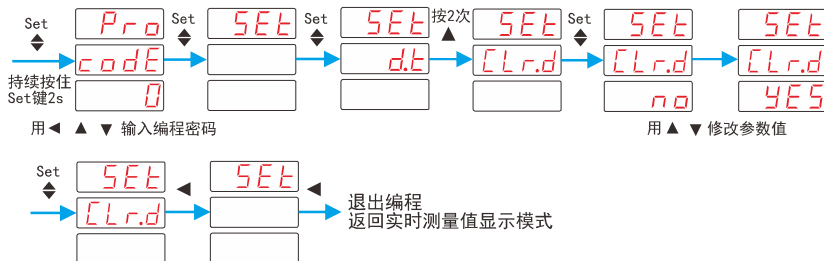 Set
持续按住
Set键2s
Pro
codE
0
用◀ ▲ ▼ 输入编程密码
Set
SEt
Set
SEt
d.t
按2次
▲
SEt
CLr.d
Set
SEt
CLr.d
no
SEt
CLr.d
YES
用▲ ▼修改参数值
Set
SEt
CLr.d
◀
SEt
◀
退出编程
返回实时测量值显示模式